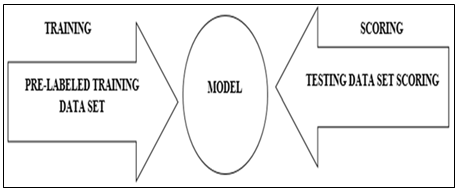 TRAINING
PRE-LABELED TRAINING
DATA SET
MODEL
SCORING
TESTING DATA SET SCORING